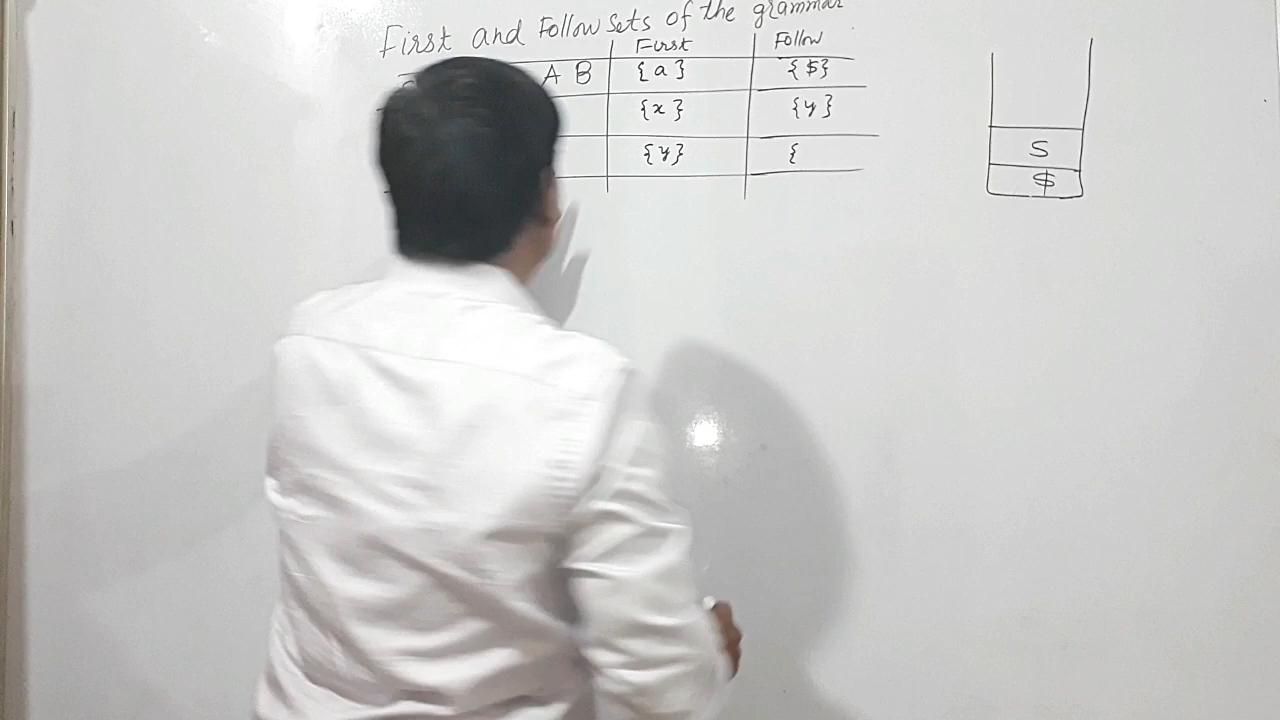 First and Follow Sets of the grammar
First Follow
A B {a} {$}
{x} {y}
{y} {
S
$